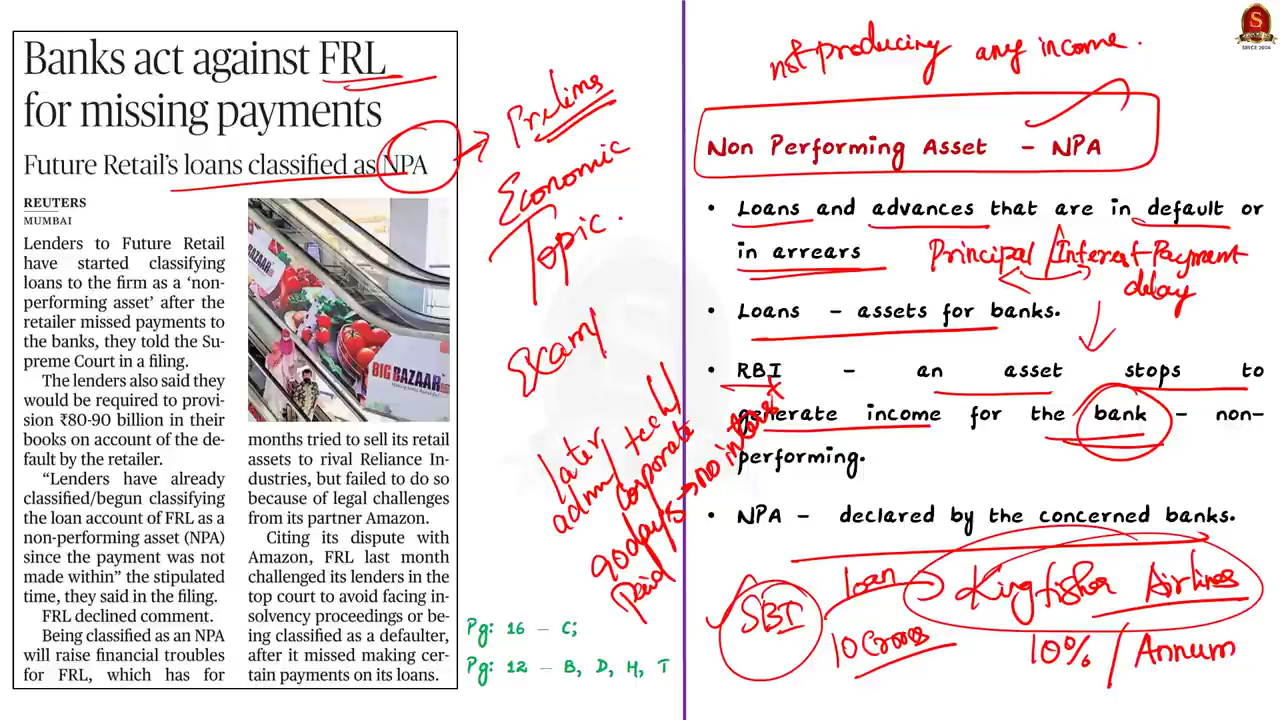 Banks act against FRL
for missing payments
Future Retail's loans classified as NPA
REUTERS
MUMBAI
Lenders to Future Retail
have started classifying
loans to the firm as a 'non-
performing asset' after the
retailer missed payments to
the banks, they told the Su-
preme Court in a filing.
The lenders also said they
would be required to provi-
sion ₹80-90 billion in their
books on account of the de-
fault by the retailer.
"Lenders have already
classified/begun classifying
the loan account of FRL as a
non-performing asset (NPA)
since the payment was not
made within" the stipulated
time, they said in the filing.
FRL declined comment.
Being classified as an NPA
will raise financial troubles
for FRL, which has for
BAZAAR
BIG BAZAAR
months tried to sell its retail
assets to rival Reliance In-
dustries, but failed to do so
because of legal challenges
from its partner Amazon.
Citing its dispute with
Amazon, FRL last month
challenged its lenders in the
top court to avoid facing in-
solvency proceedings or be-
ing classified as a defaulter,
after it missed making cer-
tain payments on its loans.
Prelims
Economic
Topic.
Exam
later
admn tech
corporate
90 days → no interest
paid
Pg: 16 - C;
Pg: 12 - B, D, H, T
S
SINCE 2004
not producing any income.
Non Performing Asset - NPA
• Loans and advances that are in default or
in arrears
Principal Interest-Payment
delay
• Loans - assets for banks.
• RBI - an asset stops to
generate income for the bank - non-
performing.
• NPA - declared by the concerned banks.
SBI loan Kingfisher Airlines
10 Crores 10% / Annum